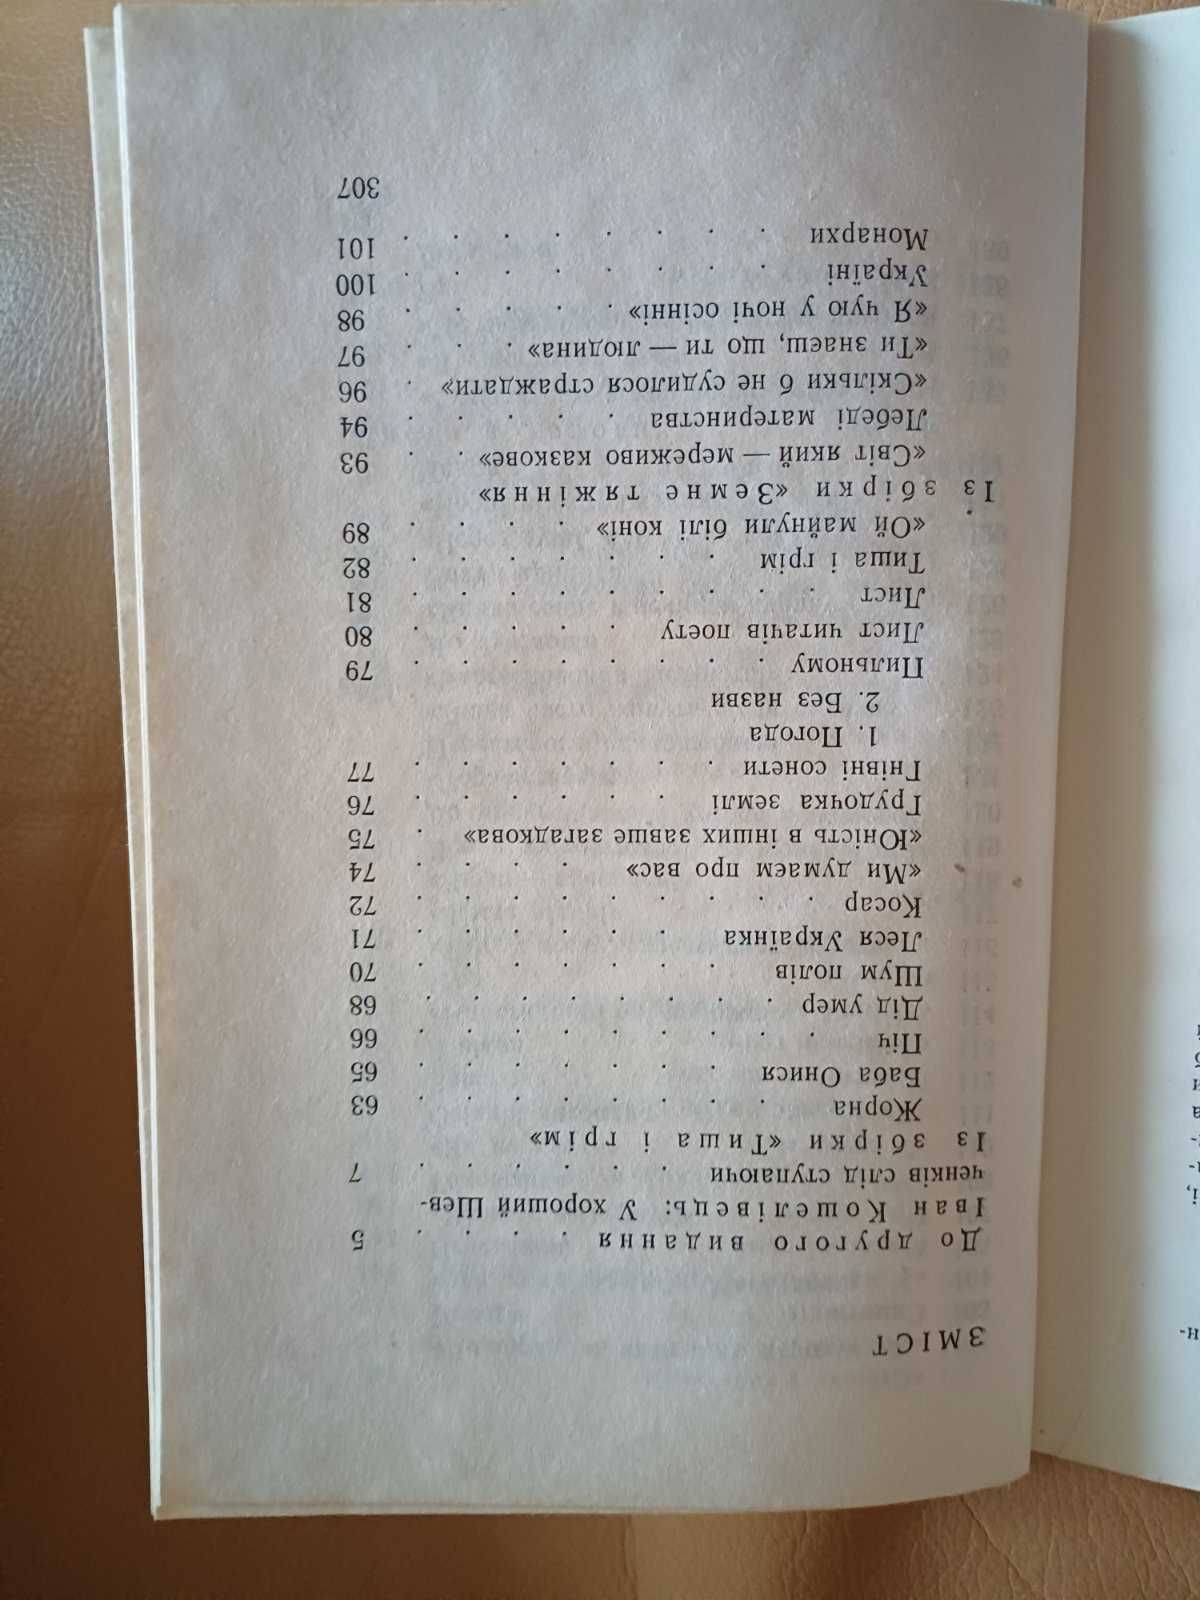 ЗМІСТ
До другого видання . . . . 5
Іван Кошелівець: У хороший Шев-
ченків слід ступаючи . . . . . . 7
Із збірки «Тиша і грім»
Жорна . . . . . . . . 63
Баба Онися . . . . . . . 65
Піч . . . . . . . . . 66
Дід умер . . . . . . . . 68
Шум полів . . . . . . . 70
Леся Українка . . . . . . 71
Косар . . . . . . . . . 72
«Ми думаєм про вас» . . . . 74
«Юність в інших завше загадкова» . 75
Грудочка землі . . . . . . 76
Гнівні сонети . . . . . . . 77
1. Погода
2. Без назви
Пильному . . . . . . . . 79
Лист читачів поету . . . . . 80
Лист . . . . . . . . . 81
Тиша і грім . . . . . . . 82
«Ой майнули білі коні» . . . . 89
Із збірки «Земне тяжіння»
«Світ який — мереживо казкове» . . 93
Лебеді материнства . . . . . 94
«Скільки б не судилося страждати» . 96
«Ти знаєш, що ти — людина» . . . 97
«Я чую у ночі осінні» . . . . . 98
Україні . . . . . . . . 100
Монархи . . . . . . . . 101
307